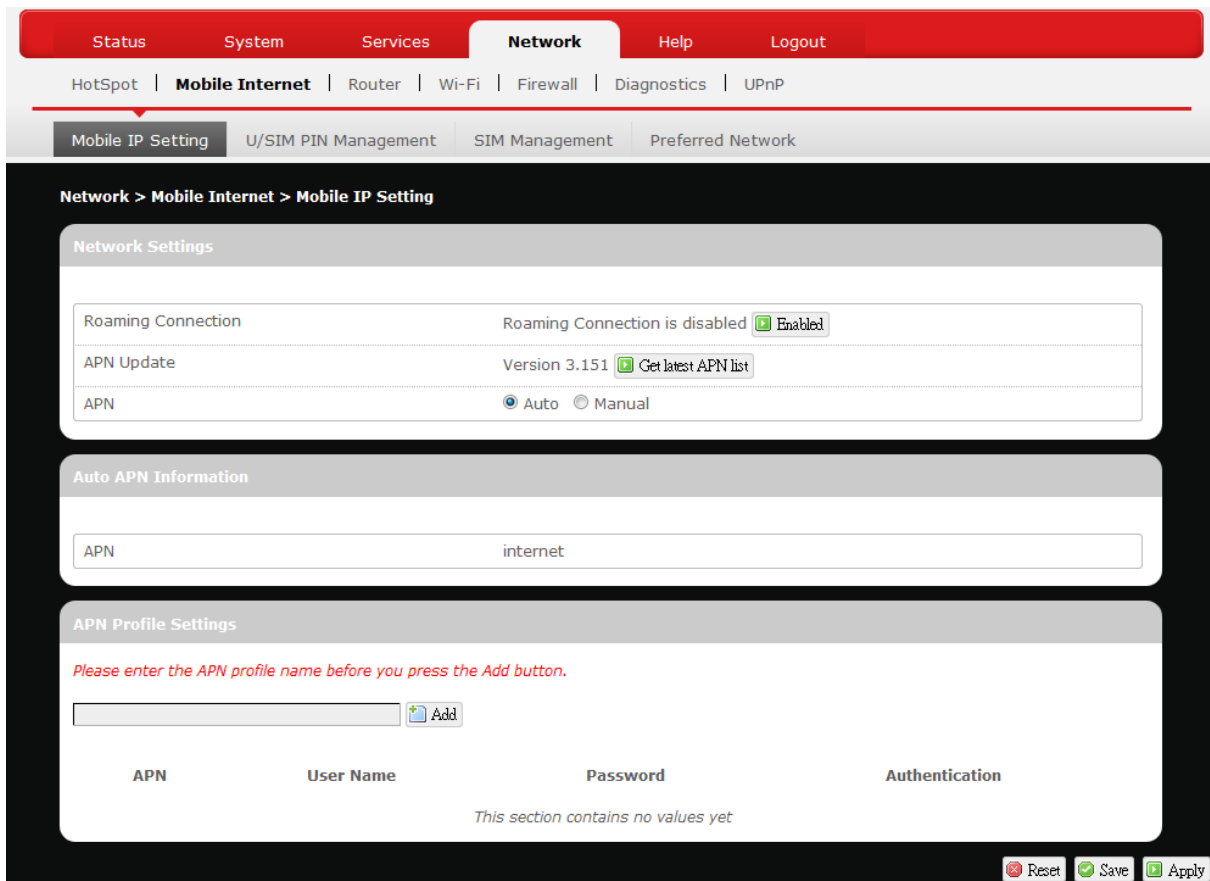 Status System Services Network Help Logout
HotSpot | Mobile Internet | Router | Wi-Fi | Firewall | Diagnostics | UPnP
Mobile IP Setting U/SIM PIN Management SIM Management Preferred Network
Network > Mobile Internet > Mobile IP Setting
Network Settings
Roaming Connection Roaming Connection is disabled Enabled
APN Update Version 3.151 Get latest APN list
APN Auto Manual
Auto APN Information
APN internet
APN Profile Settings
Please enter the APN profile name before you press the Add button.
Add
APN User Name Password Authentication
This section contains no values yet
Reset Save Apply